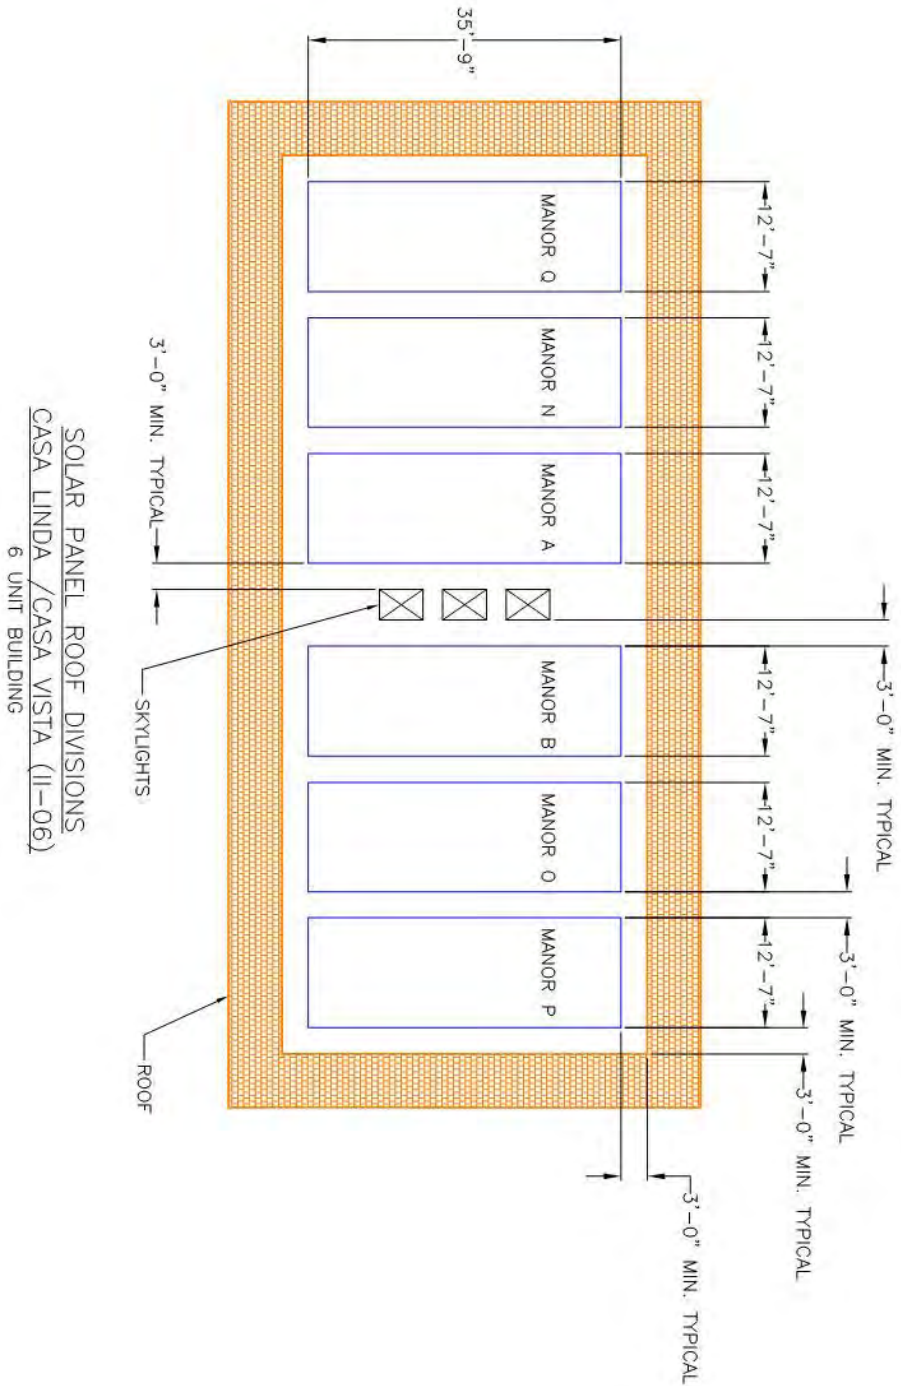 3'-0" MIN. TYPICAL
3'-0" MIN. TYPICAL
3'-0" MIN. TYPICAL
12'-7"
12'-7"
12'-7"
12'-7"
12'-7"
12'-7"
3'-0" MIN. TYPICAL
MANOR Q
MANOR N
MANOR A
MANOR B
MANOR O
MANOR P
35'-9"
3'-0" MIN. TYPICAL
SKYLIGHTS
ROOF
SOLAR PANEL ROOF DIVISIONS
CASA LINDA /CASA VISTA (II-06)
6 UNIT BUILDING